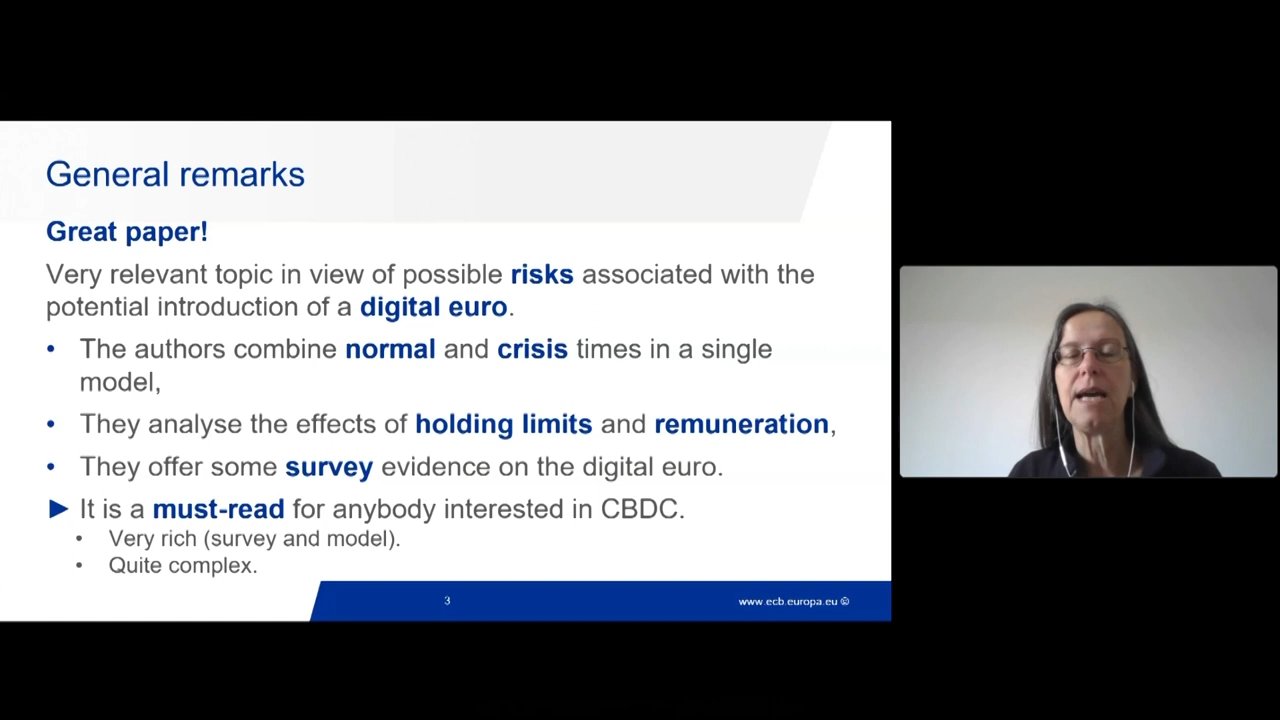 General remarks
Great paper!
Very relevant topic in view of possible risks associated with the
potential introduction of a digital euro.
• The authors combine normal and crisis times in a single
model,
• They analyse the effects of holding limits and remuneration,
• They offer some survey evidence on the digital euro.
► It is a must-read for anybody interested in CBDC.
• Very rich (survey and model).
• Quite complex.
3
www.ecb.europa.eu ©